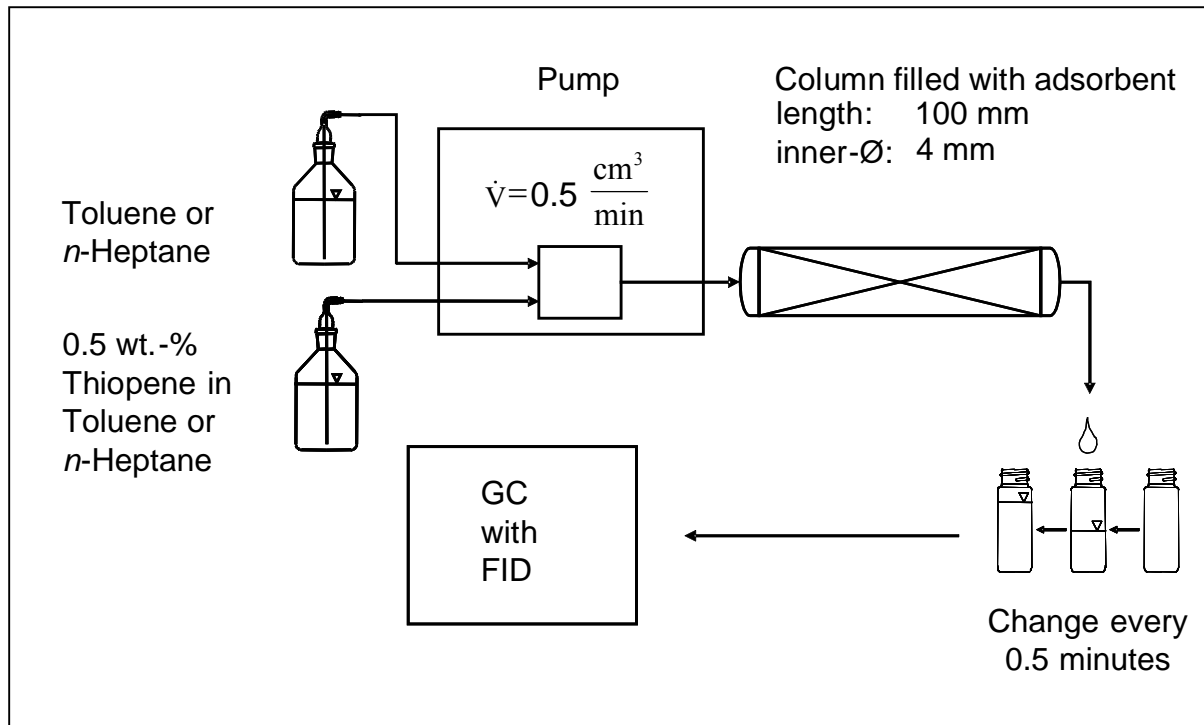 Pump
V̇=0.5 cm³/min
Column filled with adsorbent
length: 100 mm
inner-Ø: 4 mm
Toluene or
n-Heptane
0.5 wt.-%
Thiopene in
Toluene or
n-Heptane
GC
with
FID
Change every
0.5 minutes